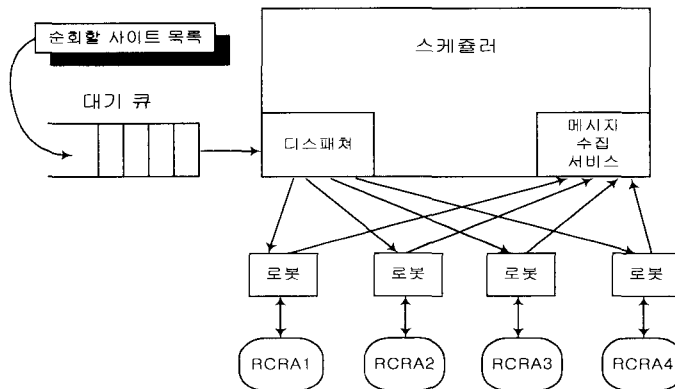 순회할 사이트 목록
스케쥴러
대기 큐
디스패쳐
메시지
수집
서비스
로봇
로봇
로봇
로봇
RCRA1
RCRA2
RCRA3
RCRA4